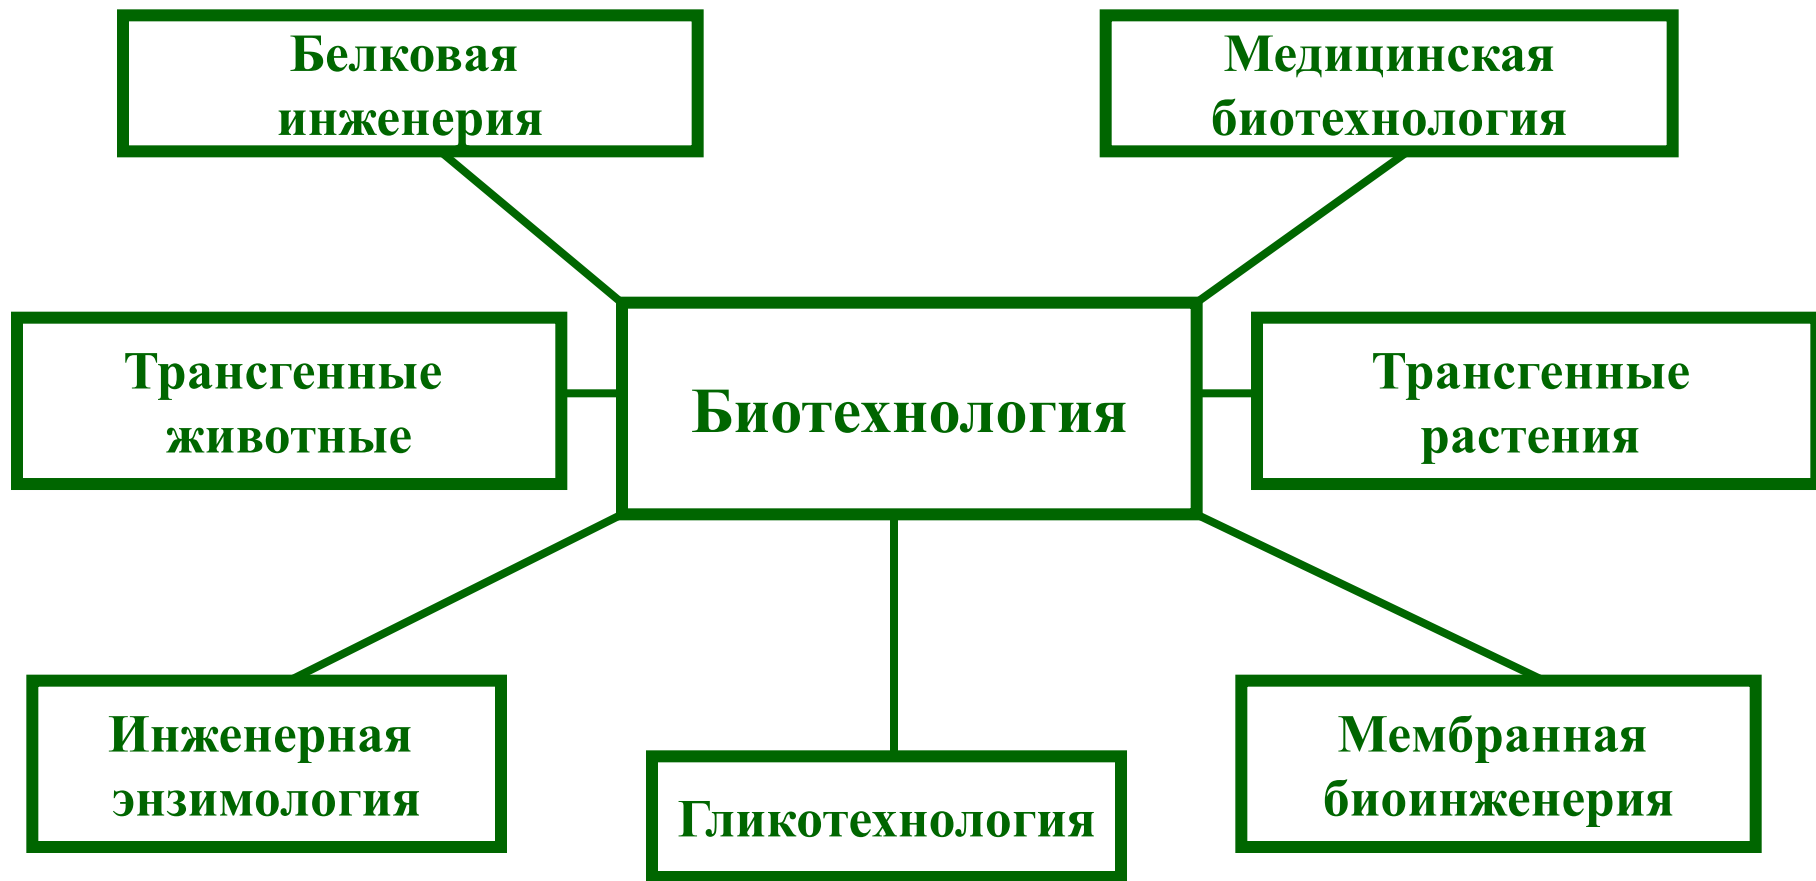 Белковая
инженерия
Медицинская
биотехнология
Трансгенные
животные
Биотехнология
Трансгенные
растения
Инженерная
энзимология
Гликотехнология
Мембранная
биоинженерия